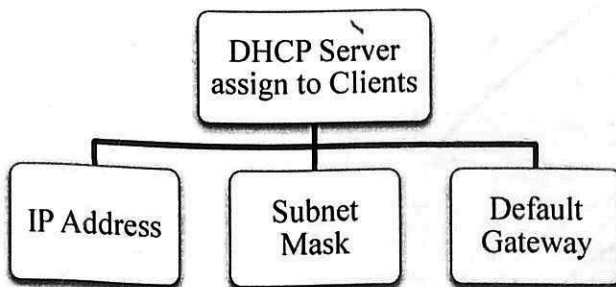 DHCP Server
assign to Clients
IP Address
Subnet
Mask
Default
Gateway